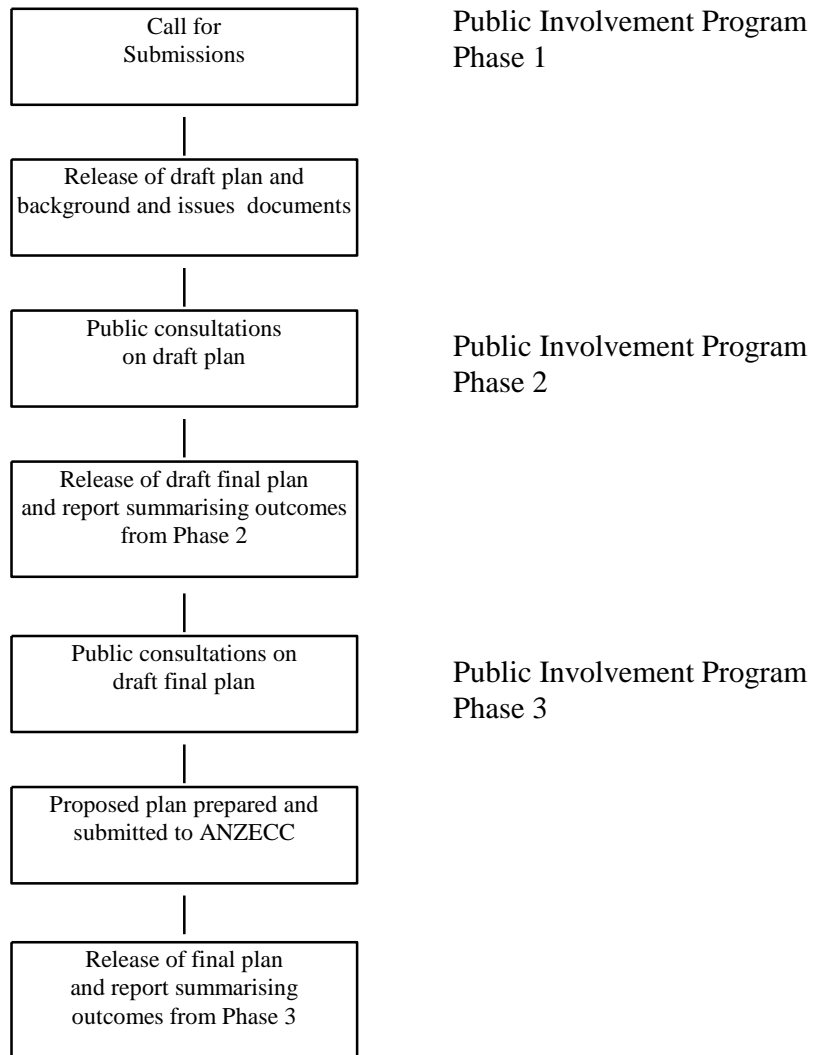 Call for
Submissions
Public Involvement Program
Phase 1
Release of draft plan and
background and issues documents
Public consultations
on draft plan
Public Involvement Program
Phase 2
Release of draft final plan
and report summarising outcomes
from Phase 2
Public consultations on
draft final plan
Public Involvement Program
Phase 3
Proposed plan prepared and
submitted to ANZECC
Release of final plan
and report summarising
outcomes from Phase 3